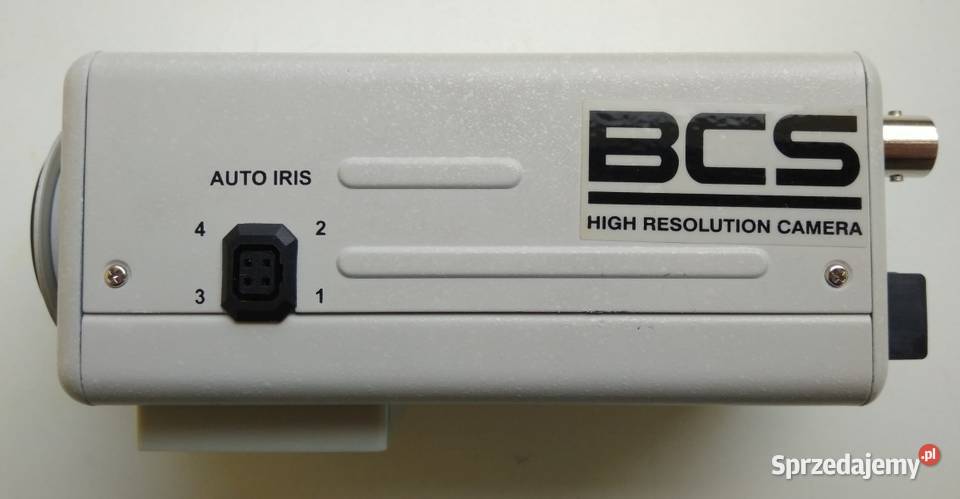 BCS
HIGH RESOLUTION CAMERA
AUTO IRIS
4 2
3 1
Sprzedajemy.pl